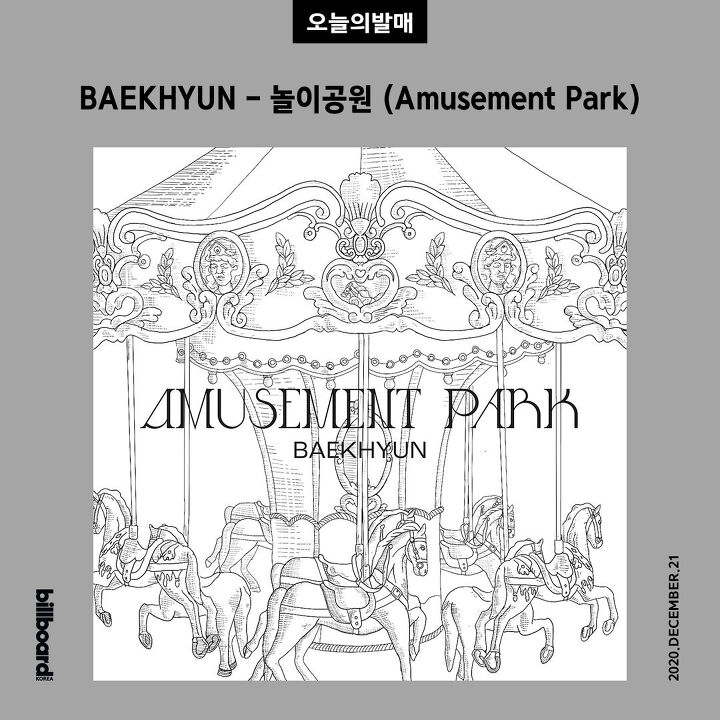 오늘의발매
BAEKHYUN - 놀이공원 (Amusement Park)
AMUSEMENT PARK
BAEKHYUN
billboard
KOREA
2020.DECEMBER.21